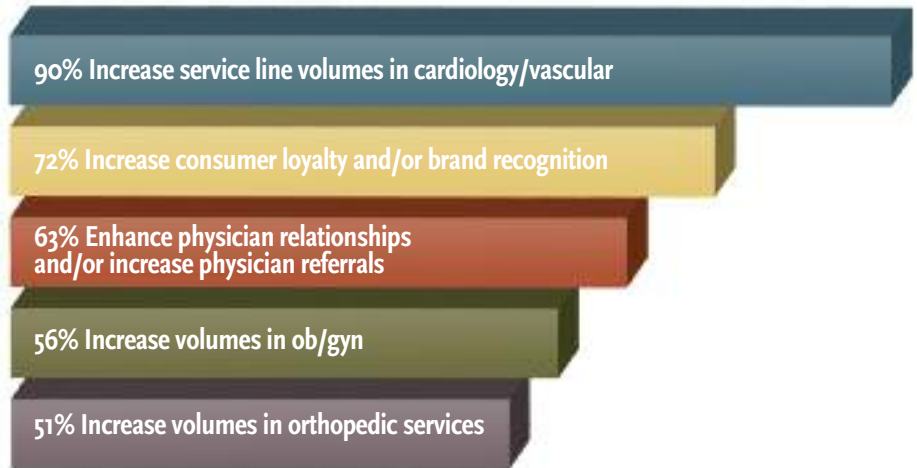 90% Increase service line volumes in cardiology/vascular
72% Increase consumer loyalty and/or brand recognition
63% Enhance physician relationships
and/or increase physician referrals
56% Increase volumes in ob/gyn
51% Increase volumes in orthopedic services